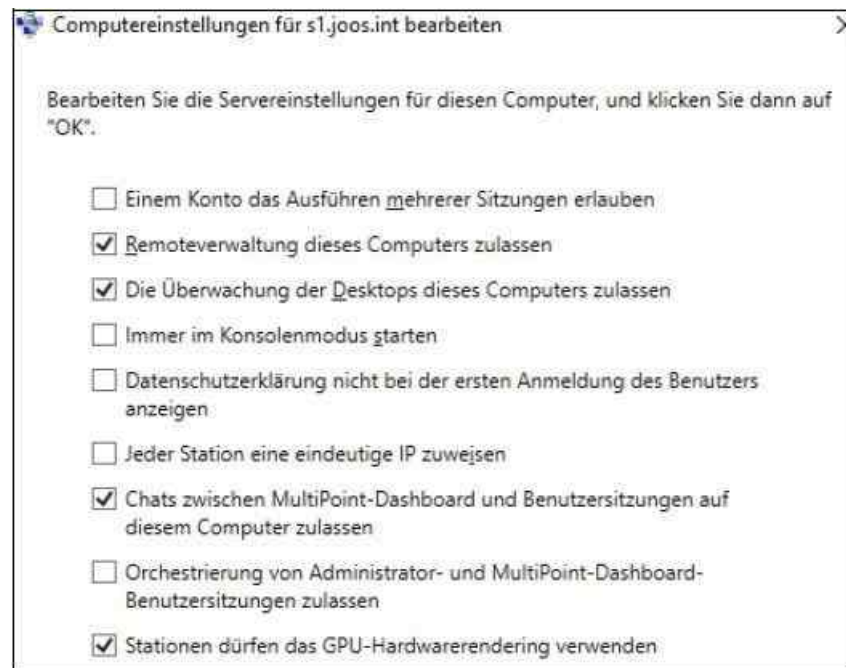 Computereinstellungen für s1.joos.int bearbeiten
Bearbeiten Sie die Servereinstellungen für diesen Computer, und klicken Sie dann auf
"OK".
Einem Konto das Ausführen mehrerer Sitzungen erlauben
Remoteverwaltung dieses Computers zulassen
Die Überwachung der Desktops dieses Computers zulassen
Immer im Konsolenmodus starten
Datenschutzerklärung nicht bei der ersten Anmeldung des Benutzers
anzeigen
Jeder Station eine eindeutige IP zuweisen
Chats zwischen MultiPoint-Dashboard und Benutzersitzungen auf
diesem Computer zulassen
Orchestrierung von Administrator- und MultiPoint-Dashboard-
Benutzersitzungen zulassen
Stationen dürfen das GPU-Hardwarerendering verwenden